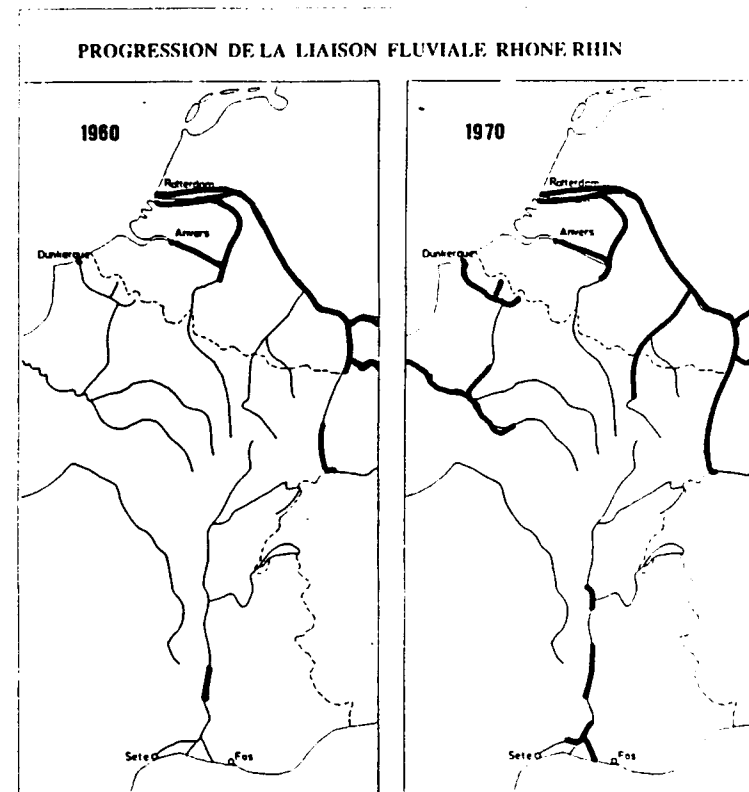 PROGRESSION DE LA LIAISON FLUVIALE RHONE RHIN
1960
Rotterdam
Anvers
Dunkerque
Sete
Fos
1970
Rotterdam
Anvers
Dunkerque
Sete
Fos